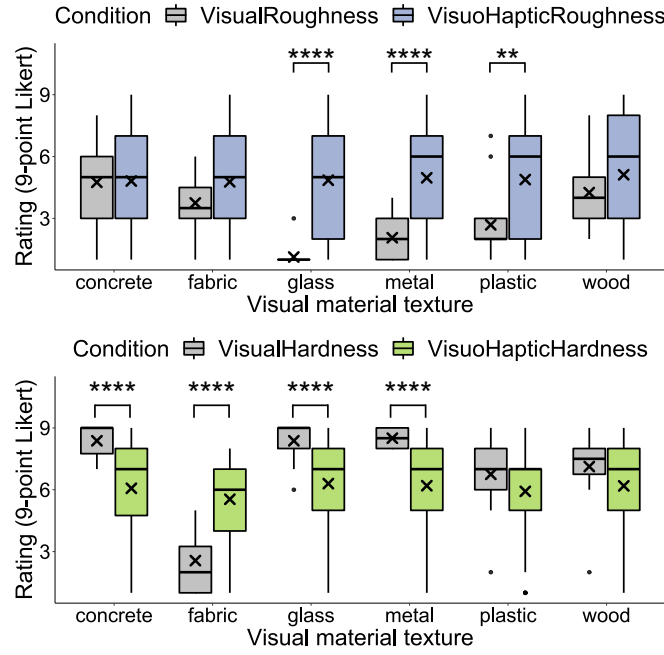 Condition VisualRoughness VisuoHapticRoughness
Rating (9-point Likert)
**** **** **
9
6
3
concrete fabric glass metal plastic wood
Visual material texture
Condition VisualHardness VisuoHapticHardness
Rating (9-point Likert)
**** **** **** ****
9
6
3
concrete fabric glass metal plastic wood
Visual material texture